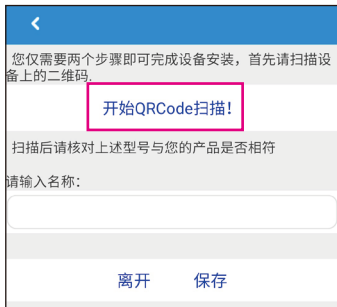 您仅需要两个步骤即可完成设备安装，首先请扫描设
备上的二维码.
开始QRCode扫描！
扫描后请核对上述型号与您的产品是否相符
请输入名称：
离开 保存